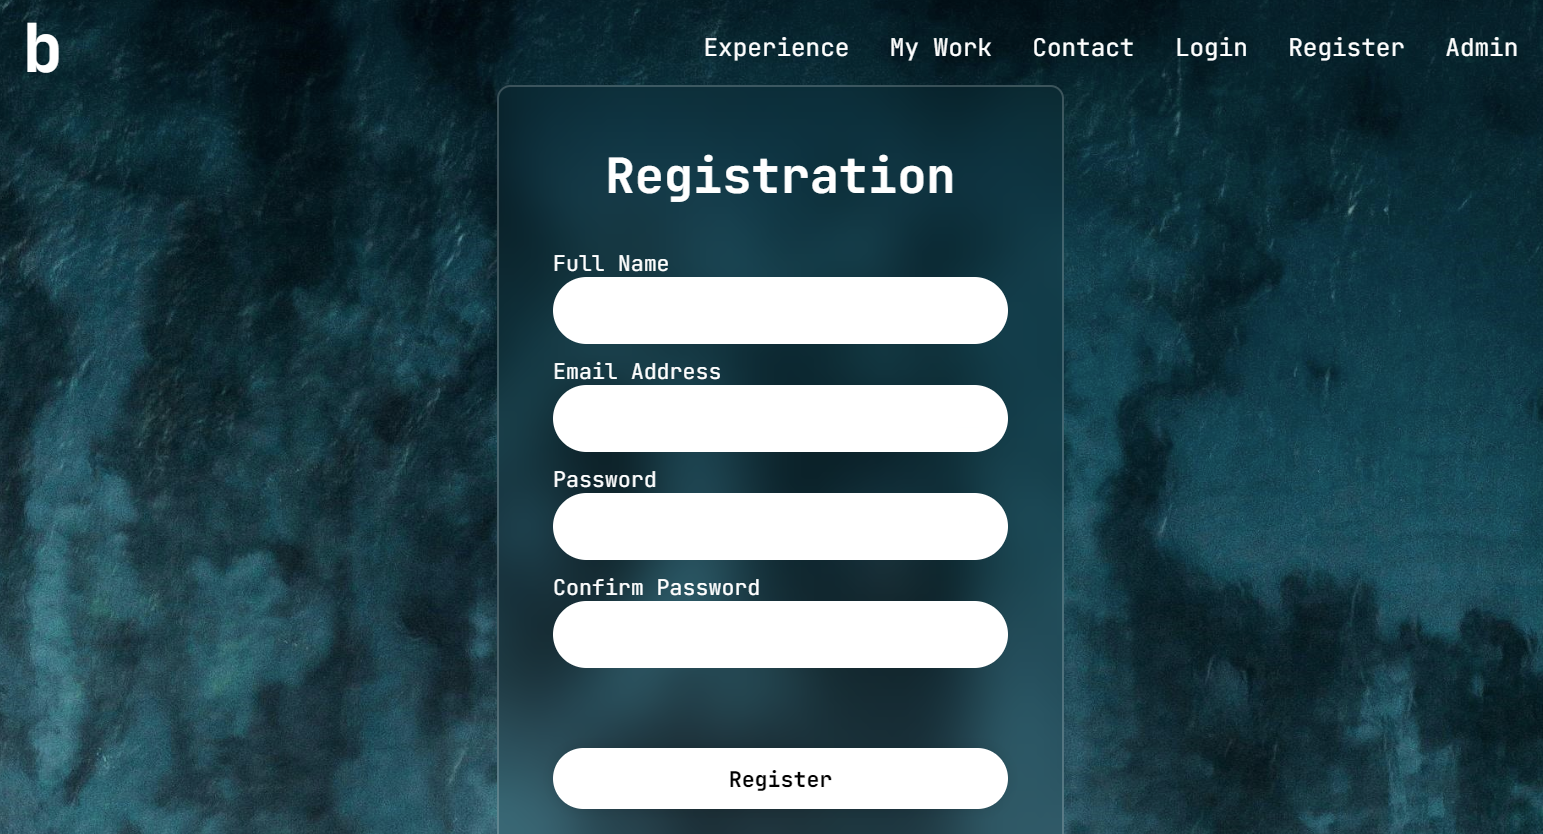 b
Experience My Work Contact Login Register Admin
Registration
Full Name
Email Address
Password
Confirm Password
Register